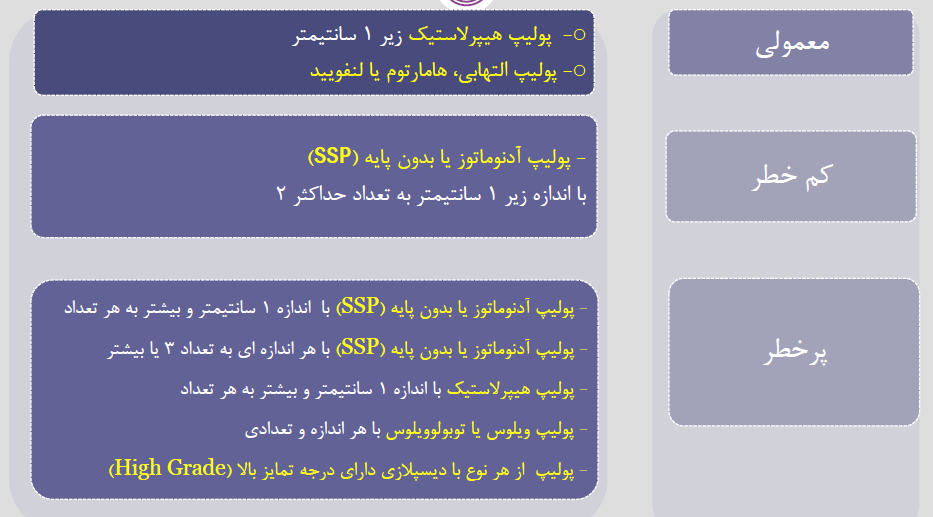 معمولی
○- پولیپ هیپرلاستیک زیر ۱ سانتیمتر
○- پولیپ التهابی، هامارتوم یا لنفویید
کم خطر
- پولیپ آدنوماتوز یا بدون پایه (SSP)
با اندازه زیر ۱ سانتیمتر به تعداد حداکثر ۲
پرخطر
- پولیپ آدنوماتوز یا بدون پایه (SSP) با اندازه ۱ سانتیمتر و بیشتر به هر تعداد
- پولیپ آدنوماتوز یا بدون پایه (SSP) با هر اندازه ای به تعداد ۳ یا بیشتر
- پولیپ هیپرلاستیک با اندازه ۱ سانتیمتر و بیشتر به هر تعداد
- پولیپ ویلوس یا توبولوویلوس با هر اندازه و تعدادی
- پولیپ از هر نوع با دیسپلازی دارای درجه تمایز بالا (High Grade)